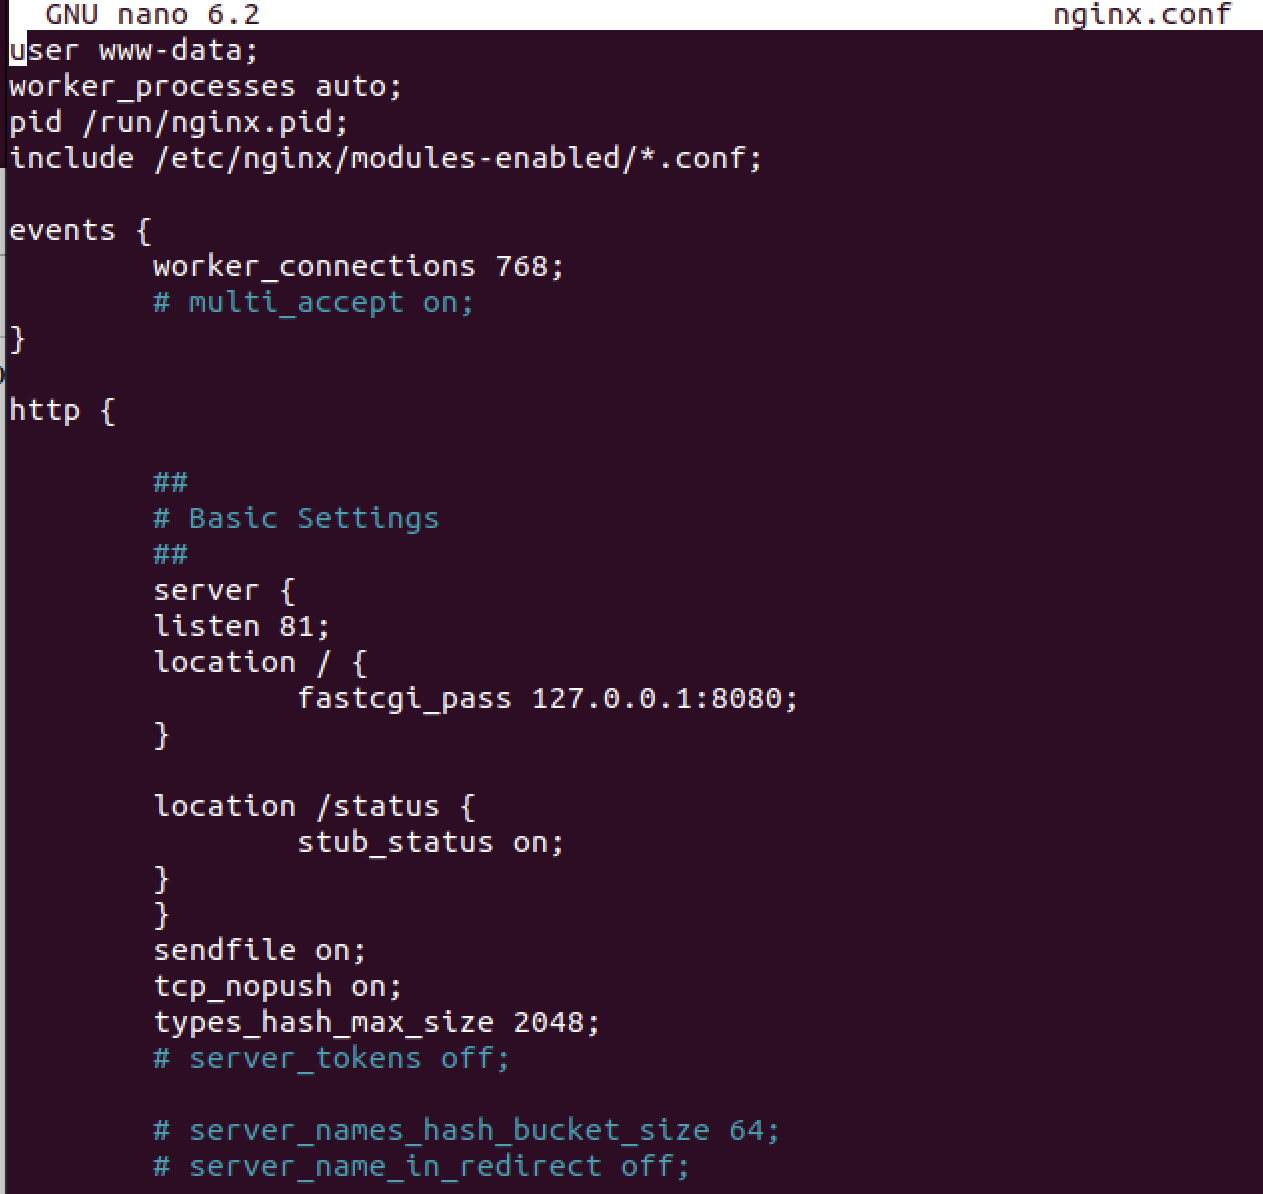 GNU nano 6.2 nginx.conf
user www-data;
worker_processes auto;
pid /run/nginx.pid;
include /etc/nginx/modules-enabled/*.conf;

events {
        worker_connections 768;
        # multi_accept on;
}

http {

        ##
        # Basic Settings
        ##
        server {
        listen 81;
        location / {
                fastcgi_pass 127.0.0.1:8080;
        }

        location /status {
                stub_status on;
        }
        }
        sendfile on;
        tcp_nopush on;
        types_hash_max_size 2048;
        # server_tokens off;

        # server_names_hash_bucket_size 64;
        # server_name_in_redirect off;